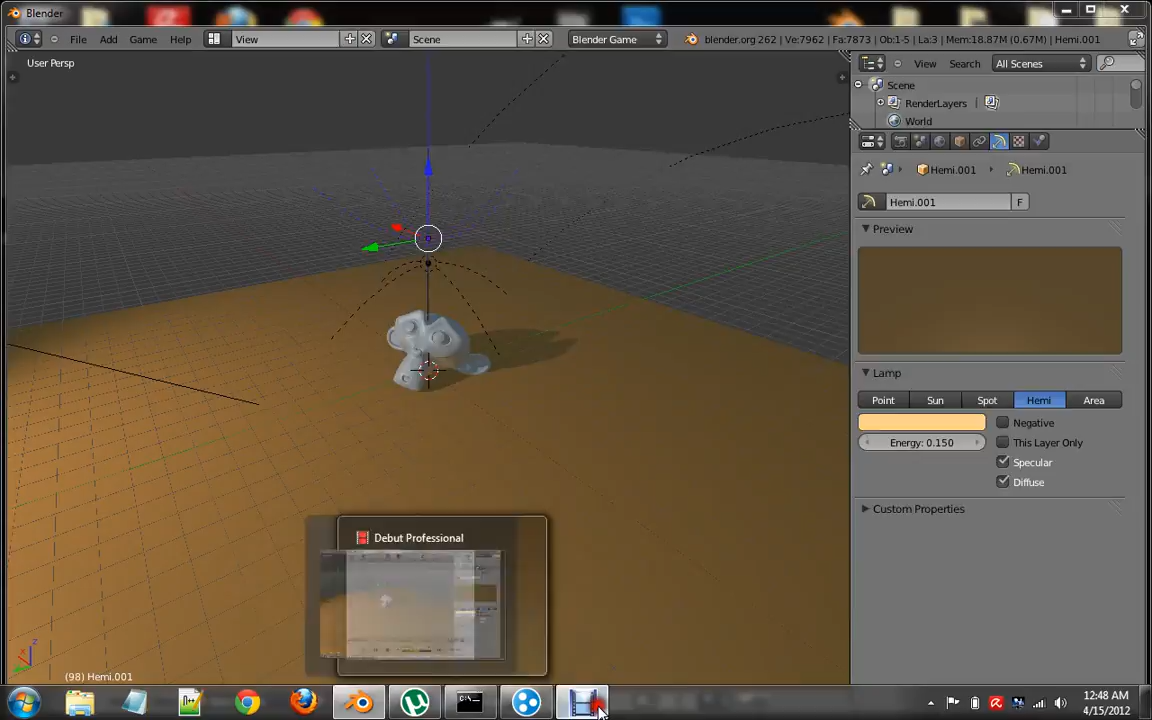 Blender
File Add Game Help View Scene Blender Game blender.org 262 | Ve:7962 | Fa:7873 | Ob:1-5 | La:3 | Mem:18.87M (0.67M) | Hemi.001
User Persp
View Search All Scenes
Scene
RenderLayers
World
Hemi.001 Hemi.001
Hemi.001 F
Preview
Lamp
Point Sun Spot Hemi Area
Negative
Energy: 0.150 This Layer Only
Specular
Diffuse
Custom Properties
Debut Professional
z
x
(98) Hemi.001
12:48 AM
4/15/2012